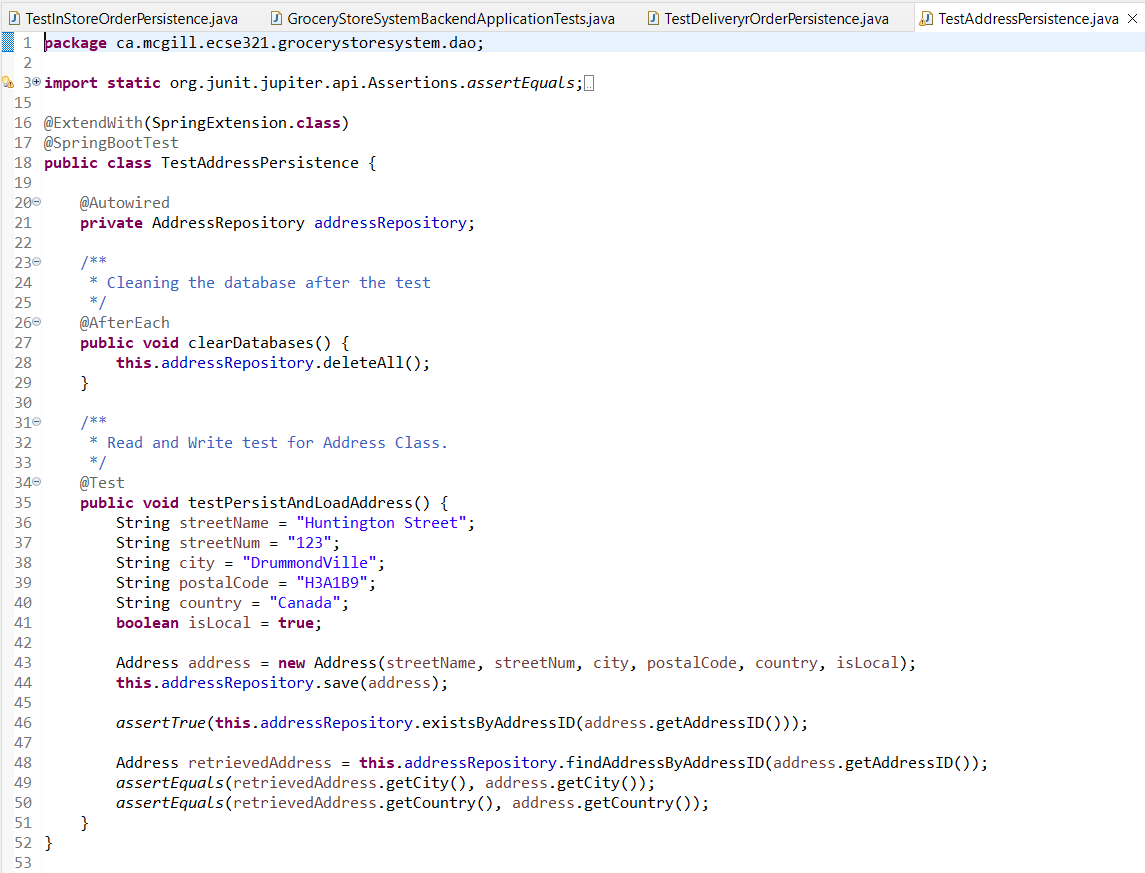 TestInStoreOrderPersistence.java GroceryStoreSystemBackendApplicationTests.java TestDeliveryrOrderPersistence.java TestAddressPersistence.java
1 package ca.mcgill.ecse321.grocerystoresystem.dao;
2
3 import static org.junit.jupiter.api.Assertions.assertEquals;
15
16 @ExtendWith(SpringExtension.class)
17 @SpringBootTest
18 public class TestAddressPersistence {
19
20 @Autowired
21 private AddressRepository addressRepository;
22
23 /**
24 * Cleaning the database after the test
25 */
26 @AfterEach
27 public void clearDatabases() {
28 this.addressRepository.deleteAll();
29 }
30
31 /**
32 * Read and Write test for Address Class.
33 */
34 @Test
35 public void testPersistAndLoadAddress() {
36 String streetName = "Huntington Street";
37 String streetNum = "123";
38 String city = "DrummondVille";
39 String postalCode = "H3A1B9";
40 String country = "Canada";
41 boolean isLocal = true;
42
43 Address address = new Address(streetName, streetNum, city, postalCode, country, isLocal);
44 this.addressRepository.save(address);
45
46 assertTrue(this.addressRepository.existsByAddressID(address.getAddressID()));
47
48 Address retrievedAddress = this.addressRepository.findAddressByAddressID(address.getAddressID());
49 assertEquals(retrievedAddress.getCity(), address.getCity());
50 assertEquals(retrievedAddress.getCountry(), address.getCountry());
51 }
52 }
53